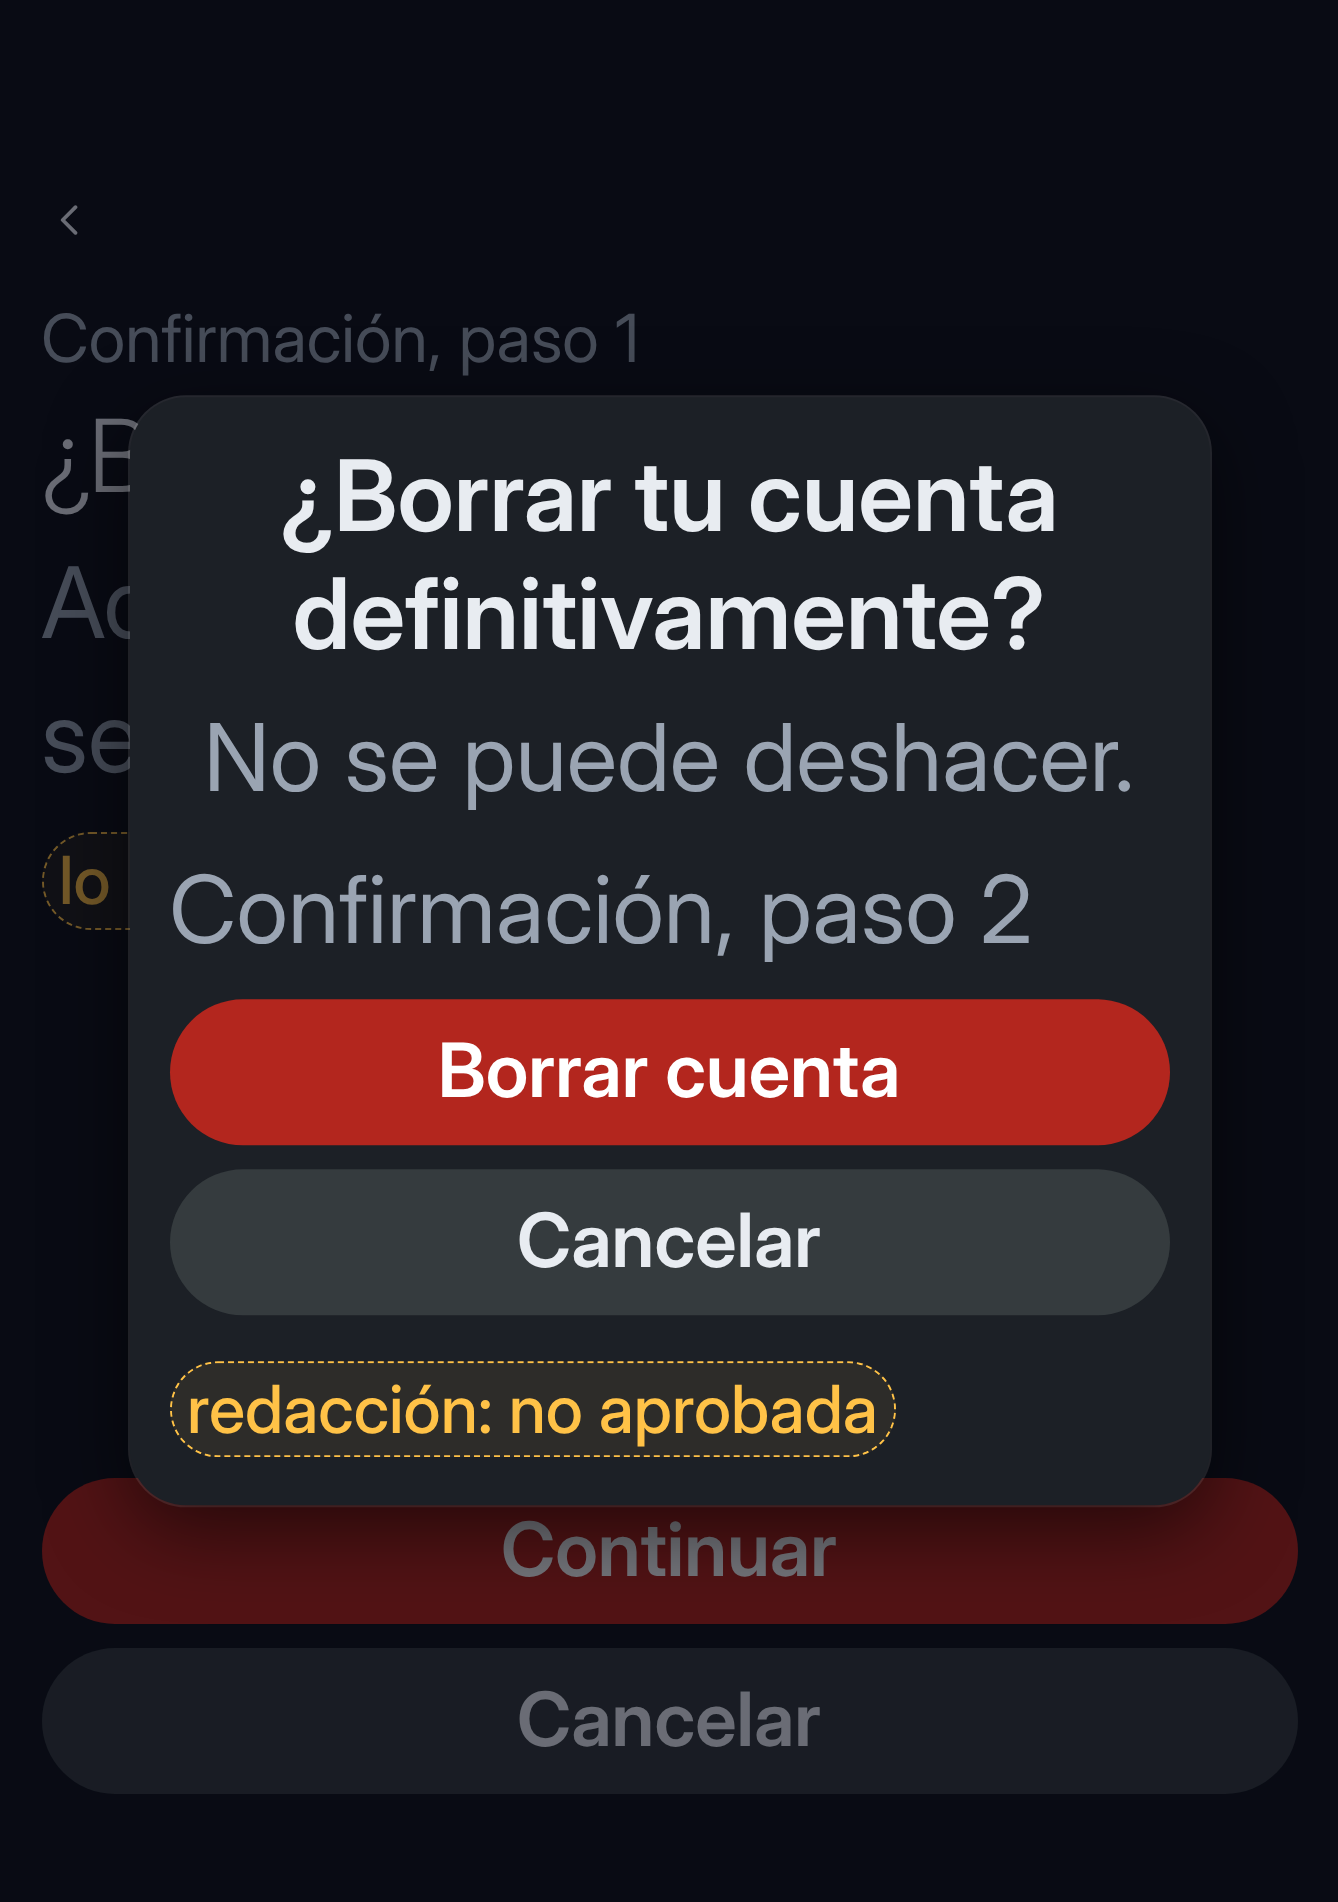 Confirmación, paso 1
¿Borrar tu cuenta
definitivamente?
No se puede deshacer.
lo
Confirmación, paso 2
Borrar cuenta
Cancelar
redacción: no aprobada
Continuar
Cancelar